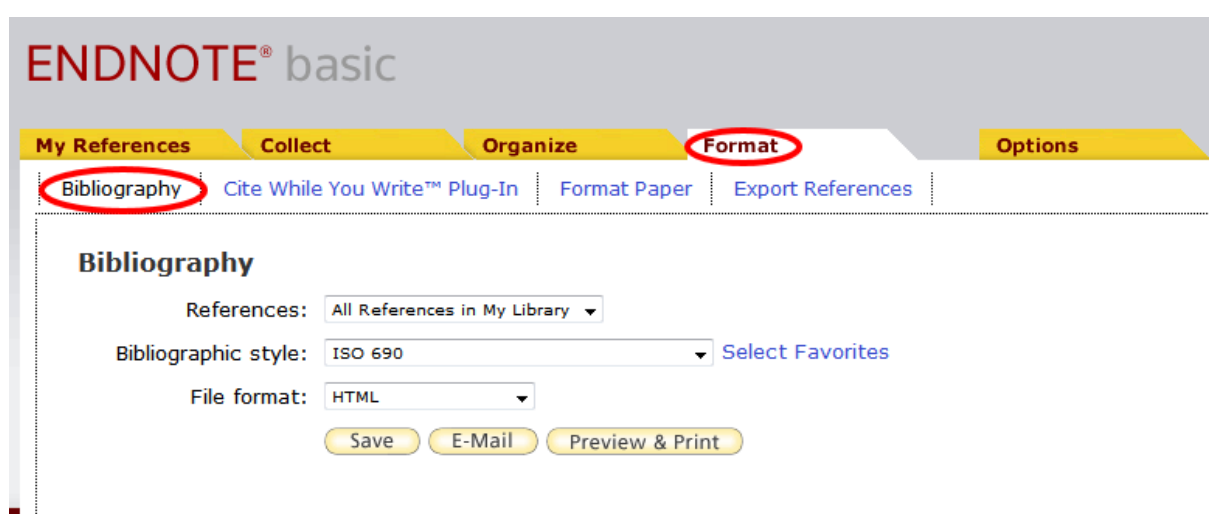 ENDNOTE® basic
My References Collect Organize Format Options
Bibliography Cite While You Write™ Plug-In Format Paper Export References
Bibliography
References: All References in My Library
Bibliographic style: ISO 690 Select Favorites
File format: HTML
Save E-Mail Preview & Print